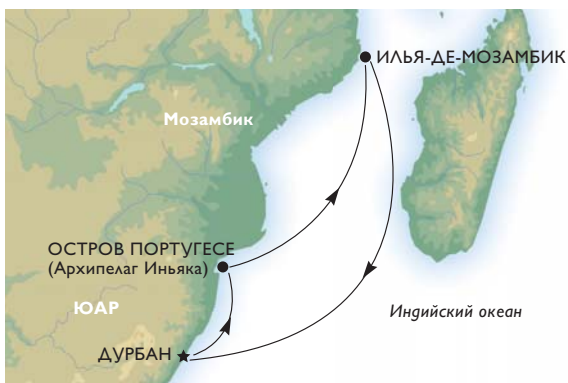 ИЛЬЯ-ДЕ-МОЗАМБИК
Мозамбик
ОСТРОВ ПОРТУГЕСЕ
(Архипелаг Иньяка)
ЮАР
Индийский океан
ДУРБАН